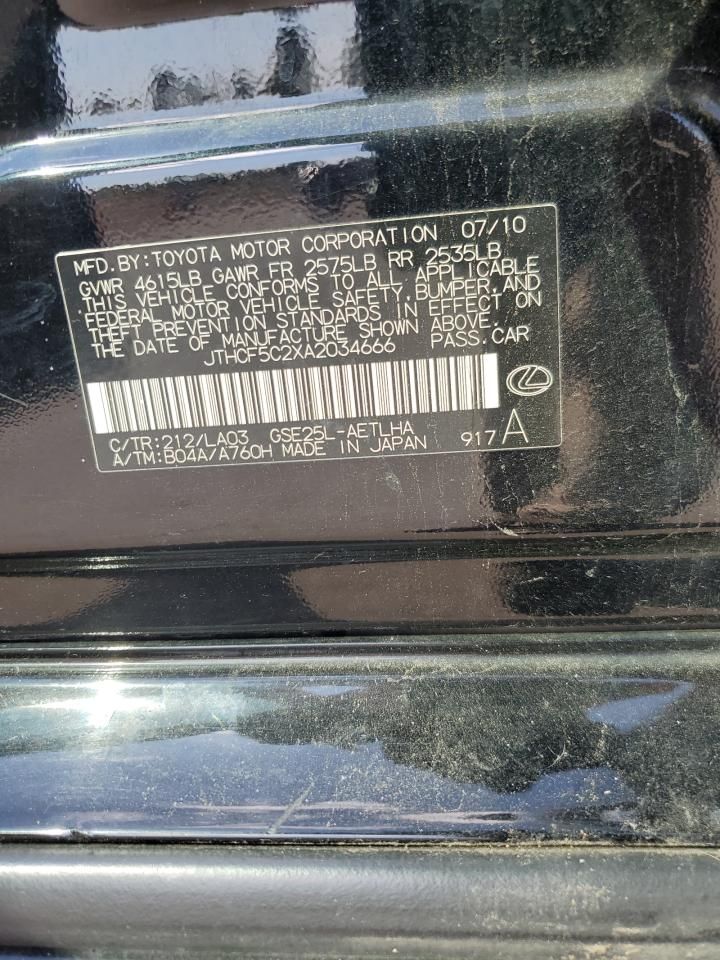 MFD. BY: TOYOTA MOTOR CORPORATION 07/10
GVWR 4615LB GAWR FR 2575LB RR 2535LB
THIS VEHICLE CONFORMS TO ALL APPLICABLE
FEDERAL MOTOR VEHICLE SAFETY, BUMPER, AND
THEFT PREVENTION STANDARDS IN EFFECT ON
THE DATE OF MANUFACTURE SHOWN ABOVE.
JTHCF5C2XA2034666 PASS. CAR
C/TR: 212/LA03 GSE25L-AETLHA
A/TM: B04A/A760H MADE IN JAPAN 917 A